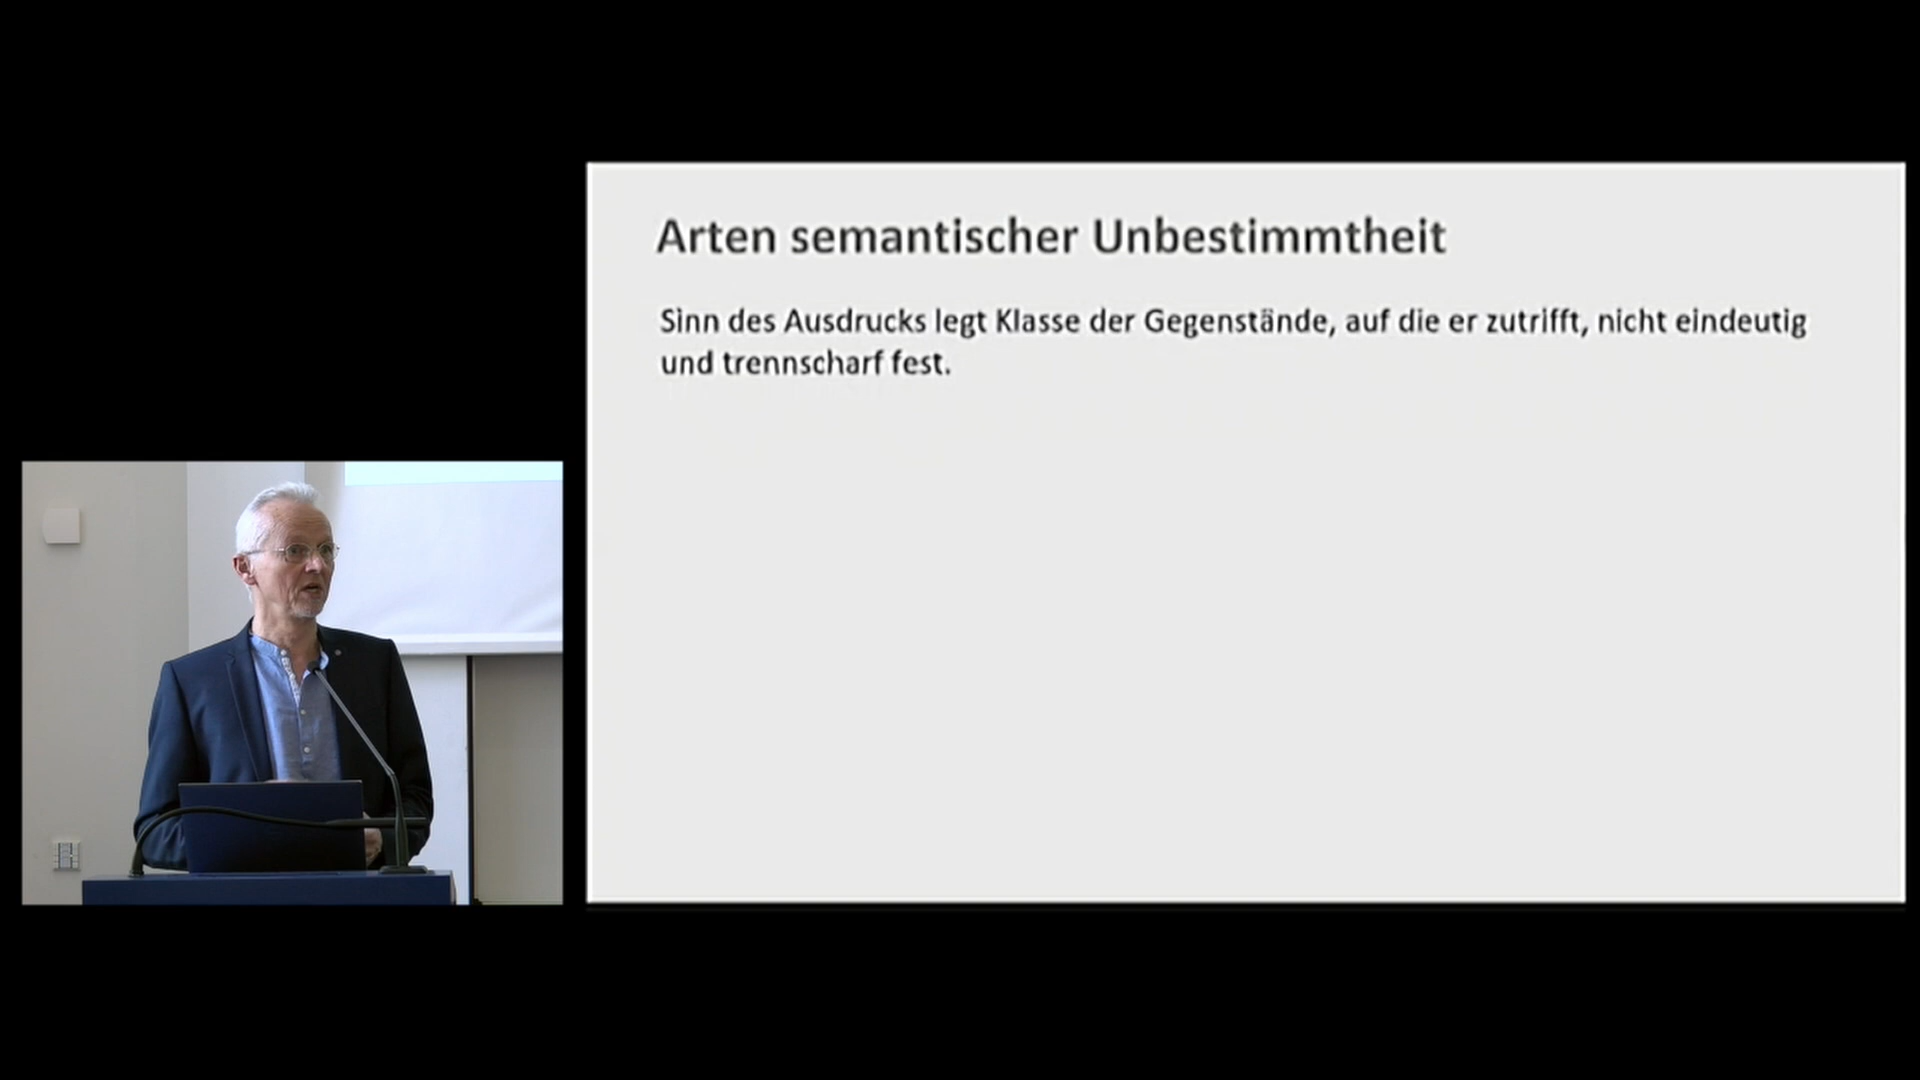 Arten semantischer Unbestimmtheit
Sinn des Ausdrucks legt Klasse der Gegenstände, auf die er zutrifft, nicht eindeutig
und trennscharf fest.